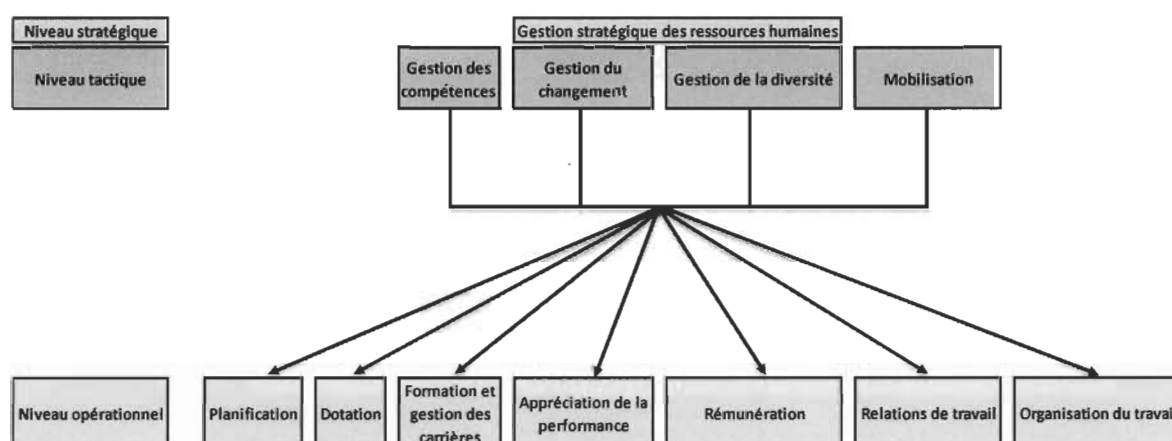 Niveau stratégique
Gestion stratégique des ressources humaines
Niveau tactique
Gestion des
compétences
Gestion du
changement
Gestion de la diversité
Mobilisation
Niveau opérationnel
Planification
Dotation
Formation et
gestion des
carrières
Appréciation de la
performance
Rémunération
Relations de travail
Organisation du travail